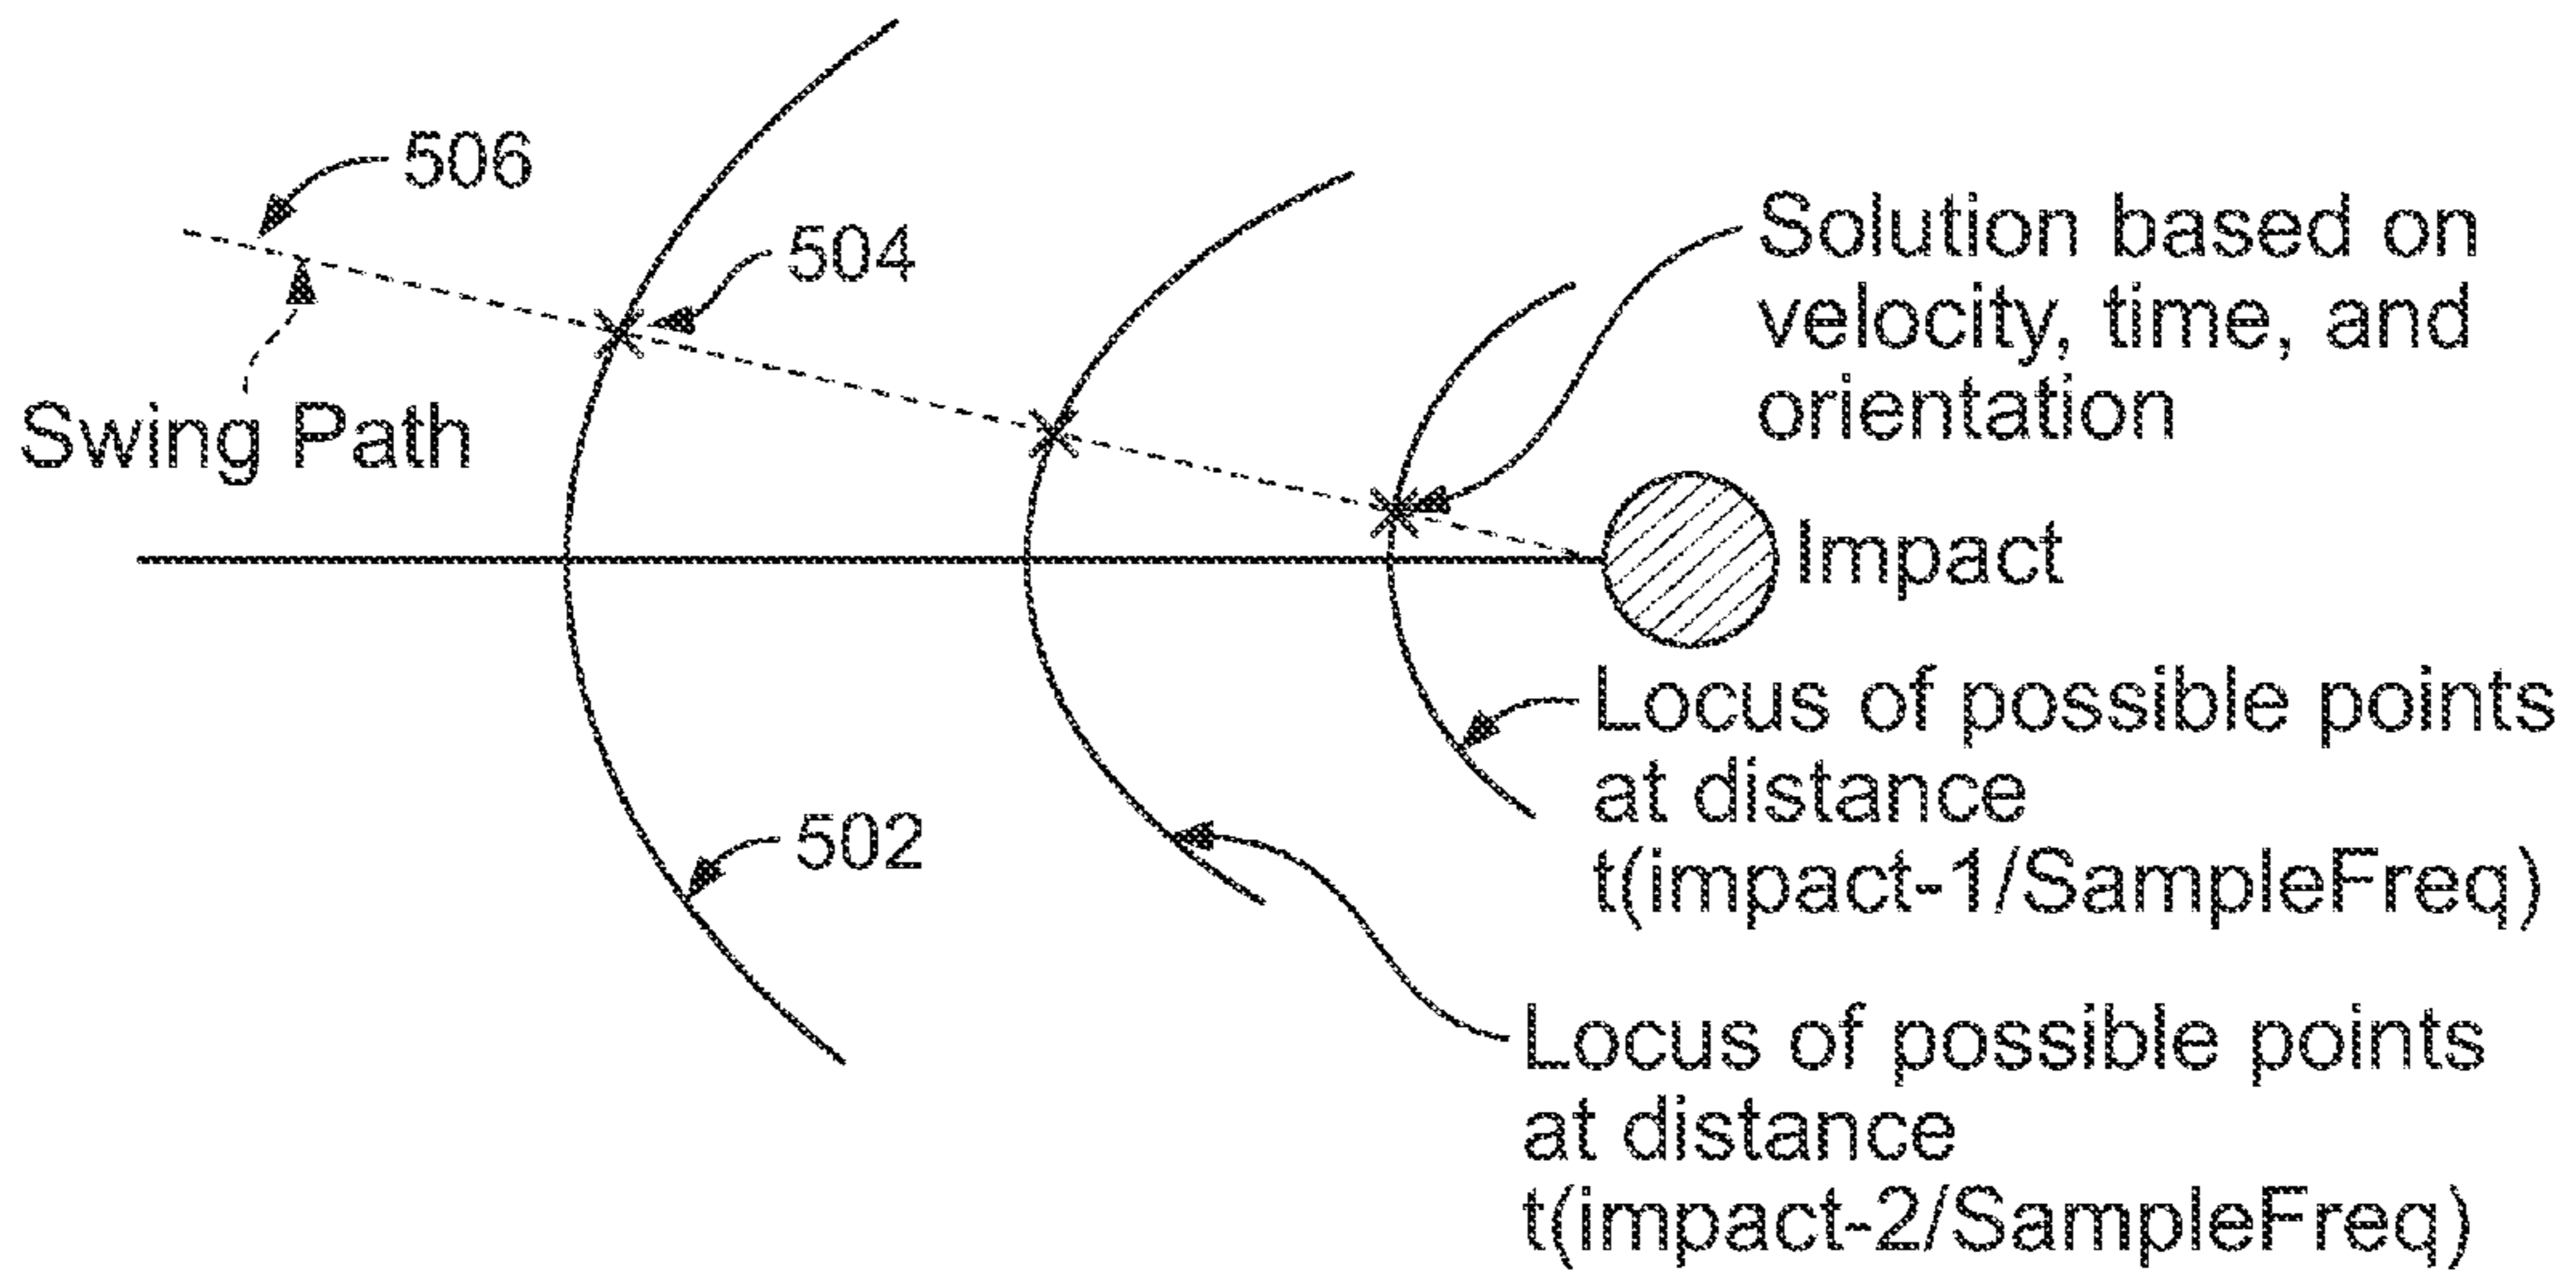 506
504
Swing Path
Solution based on
velocity, time, and
orientation
Impact
Locus of possible points
at distance
t(impact-1/SampleFreq)
502
Locus of possible points
at distance
t(impact-2/SampleFreq)